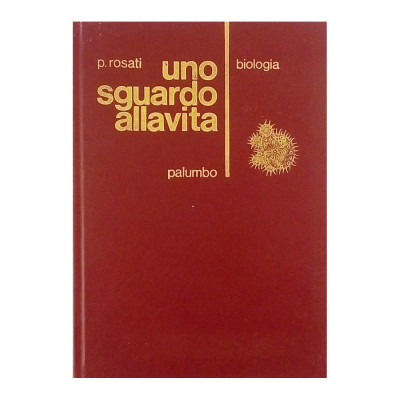 p. rosati uno
sguardo
allavita
biologia
palumbo